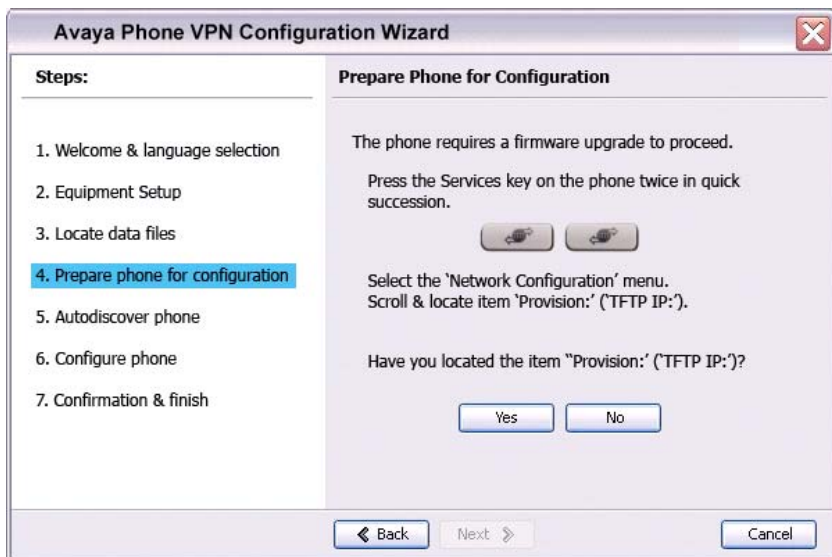 Avaya Phone VPN Configuration Wizard
Steps:
1. Welcome & language selection
2. Equipment Setup
3. Locate data files
4. Prepare phone for configuration
5. Autodiscover phone
6. Configure phone
7. Confirmation & finish
Prepare Phone for Configuration
The phone requires a firmware upgrade to proceed.
Press the Services key on the phone twice in quick
succession.
Select the ‘Network Configuration’ menu.
Scroll & locate item ‘Provision:’ (‘TFTP IP:’).
Have you located the item “Provision:’ (‘TFTP IP:’)?
Yes
No
Back
Next
Cancel